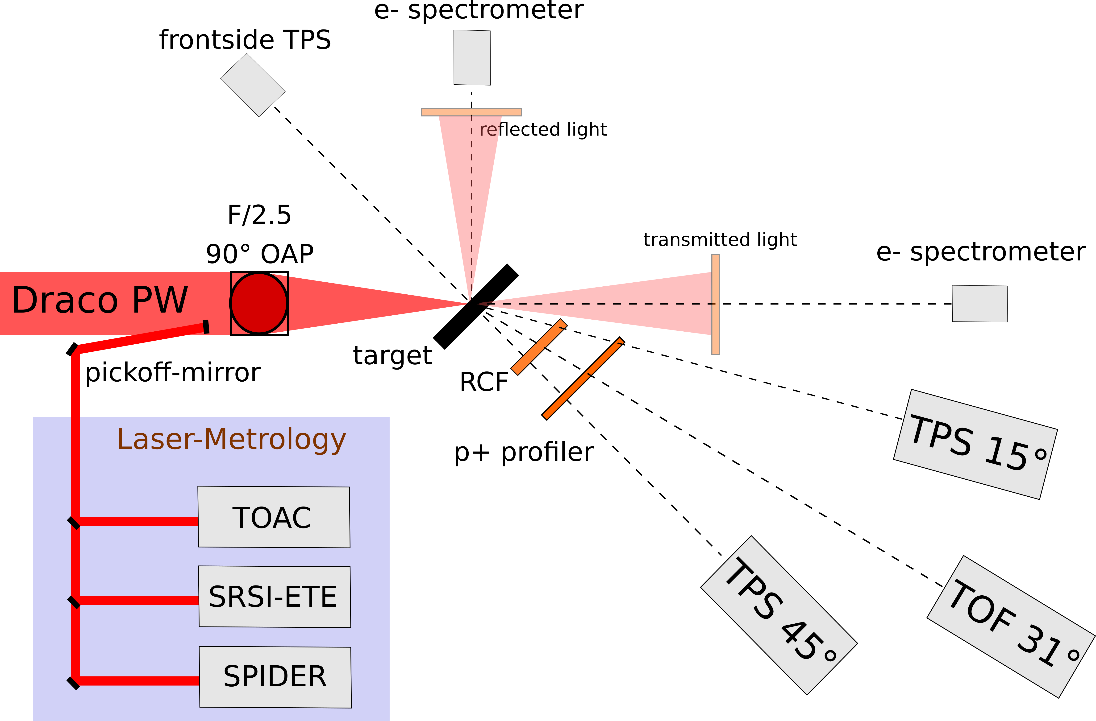 e- spectrometer
frontside TPS
reflected light
F/2.5
90° OAP
transmitted light
e- spectrometer
Draco PW
target
pickoff-mirror
RCF
p+ profiler
TPS 15°
Laser-Metrology
TOAC
SRSI-ETE
SPIDER
TPS 45°
TOF 31°